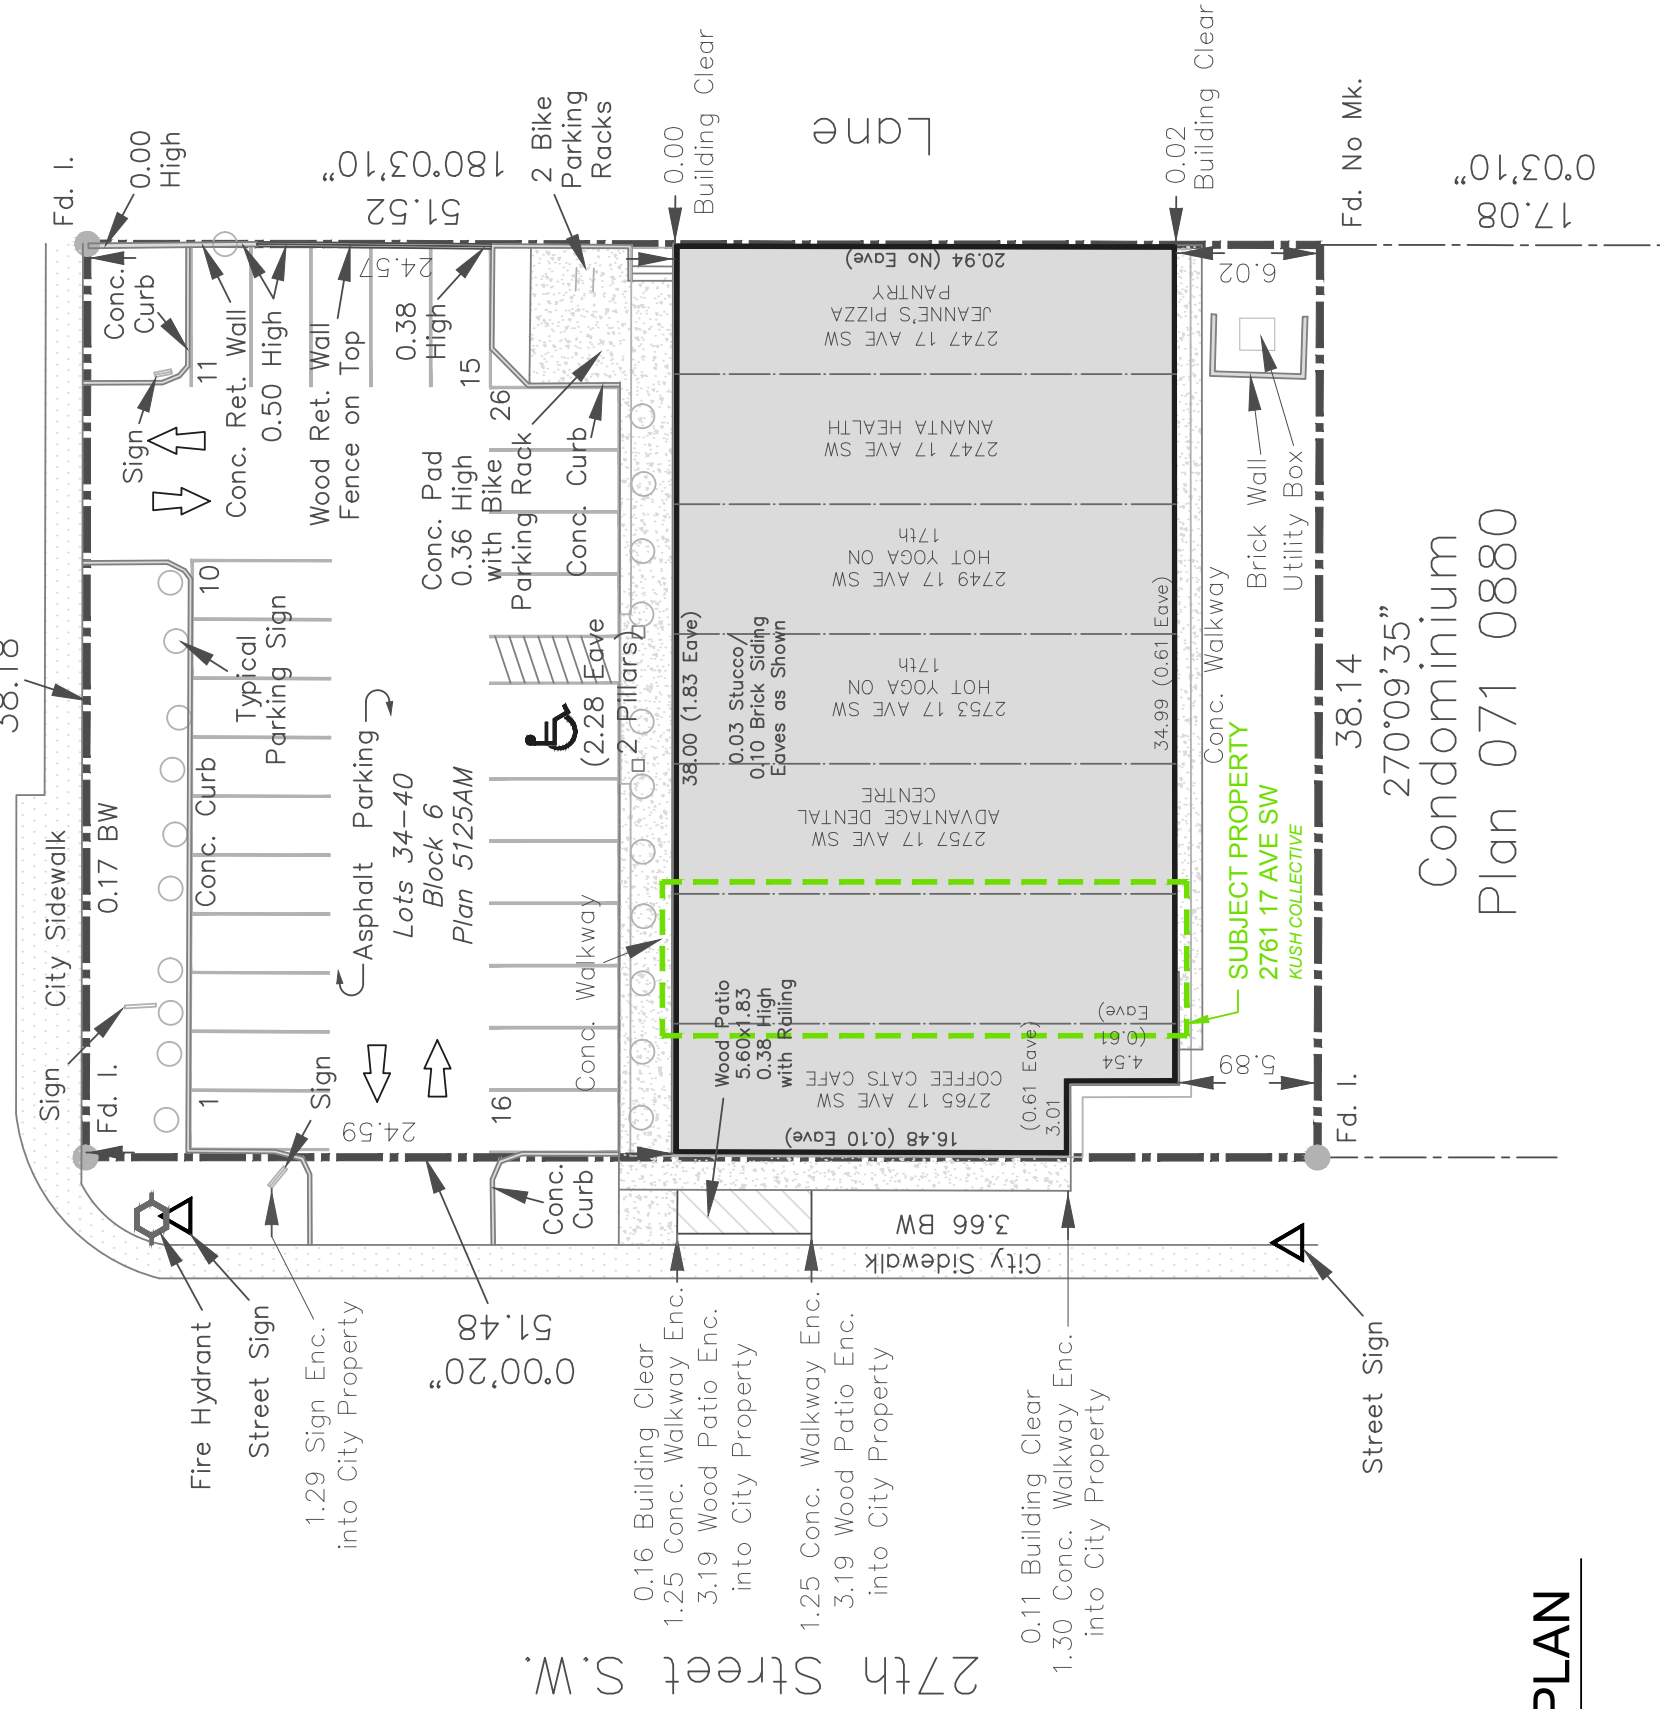 38.18
Fd. I.
0.00
High
51.52
180°03'10"
2 Bike
Parking
Racks
0.00
Building Clear
Lane
0.02
Building Clear
Fd. No Mk.
17.08
0°03'10"
City Sidewalk
0.17 BW
Sign
Fd. I.
Conc.
Curb
Sign
11
Conc. Ret. Wall
0.50 High
Wood Ret. Wall
Fence on Top
24.57
0.38
High
15
26
Conc. Pad
0.36 High
with Bike
Parking Rack
Conc. Curb
10
Typical
Parking Sign
Conc. Curb
Asphalt Parking
Lots 34-40
Block 6
Plan 5125AM
1
Sign
24.59
16
Conc. Walkway
(2.28 Eave
2 Pillars)
Conc.
Curb
20.94 (No Eave)
2747 17 AVE SW
JEANNE'S PIZZA
PANTRY
2747 17 AVE SW
ANANTA HEALTH
2749 17 AVE SW
HOT YOGA ON
17th
2753 17 AVE SW
HOT YOGA ON
17th
2757 17 AVE SW
ADVANTAGE DENTAL
CENTRE
2765 17 AVE SW
COFFEE CATS CAFE
38.00 (1.83 Eave)
0.03 Stucco/
0.10 Brick Siding
Eaves as Shown
34.99 (0.61 Eave)
Wood Patio
5.60x1.83
0.38 High
with Railing
16.48 (0.10 Eave)
3.01
(0.61 Eave)
4.54
(0.61
Eave)
Conc. Walkway
SUBJECT PROPERTY
2761 17 AVE SW
KUSH COLLECTIVE
6.02
Brick Wall
Utility Box
5.89
Fd. I.
38.14
270°09'35"
Condominium
Plan 071 0880
3.66 BW
City Sidewalk
Fire Hydrant
Street Sign
1.29 Sign Enc.
into City Property
51.48
0°00'20"
0.16 Building Clear
1.25 Conc. Walkway Enc.
3.19 Wood Patio Enc.
into City Property
1.25 Conc. Walkway Enc.
3.19 Wood Patio Enc.
into City Property
0.11 Building Clear
1.30 Conc. Walkway Enc.
into City Property
Street Sign
27th Street S.W.
PLAN